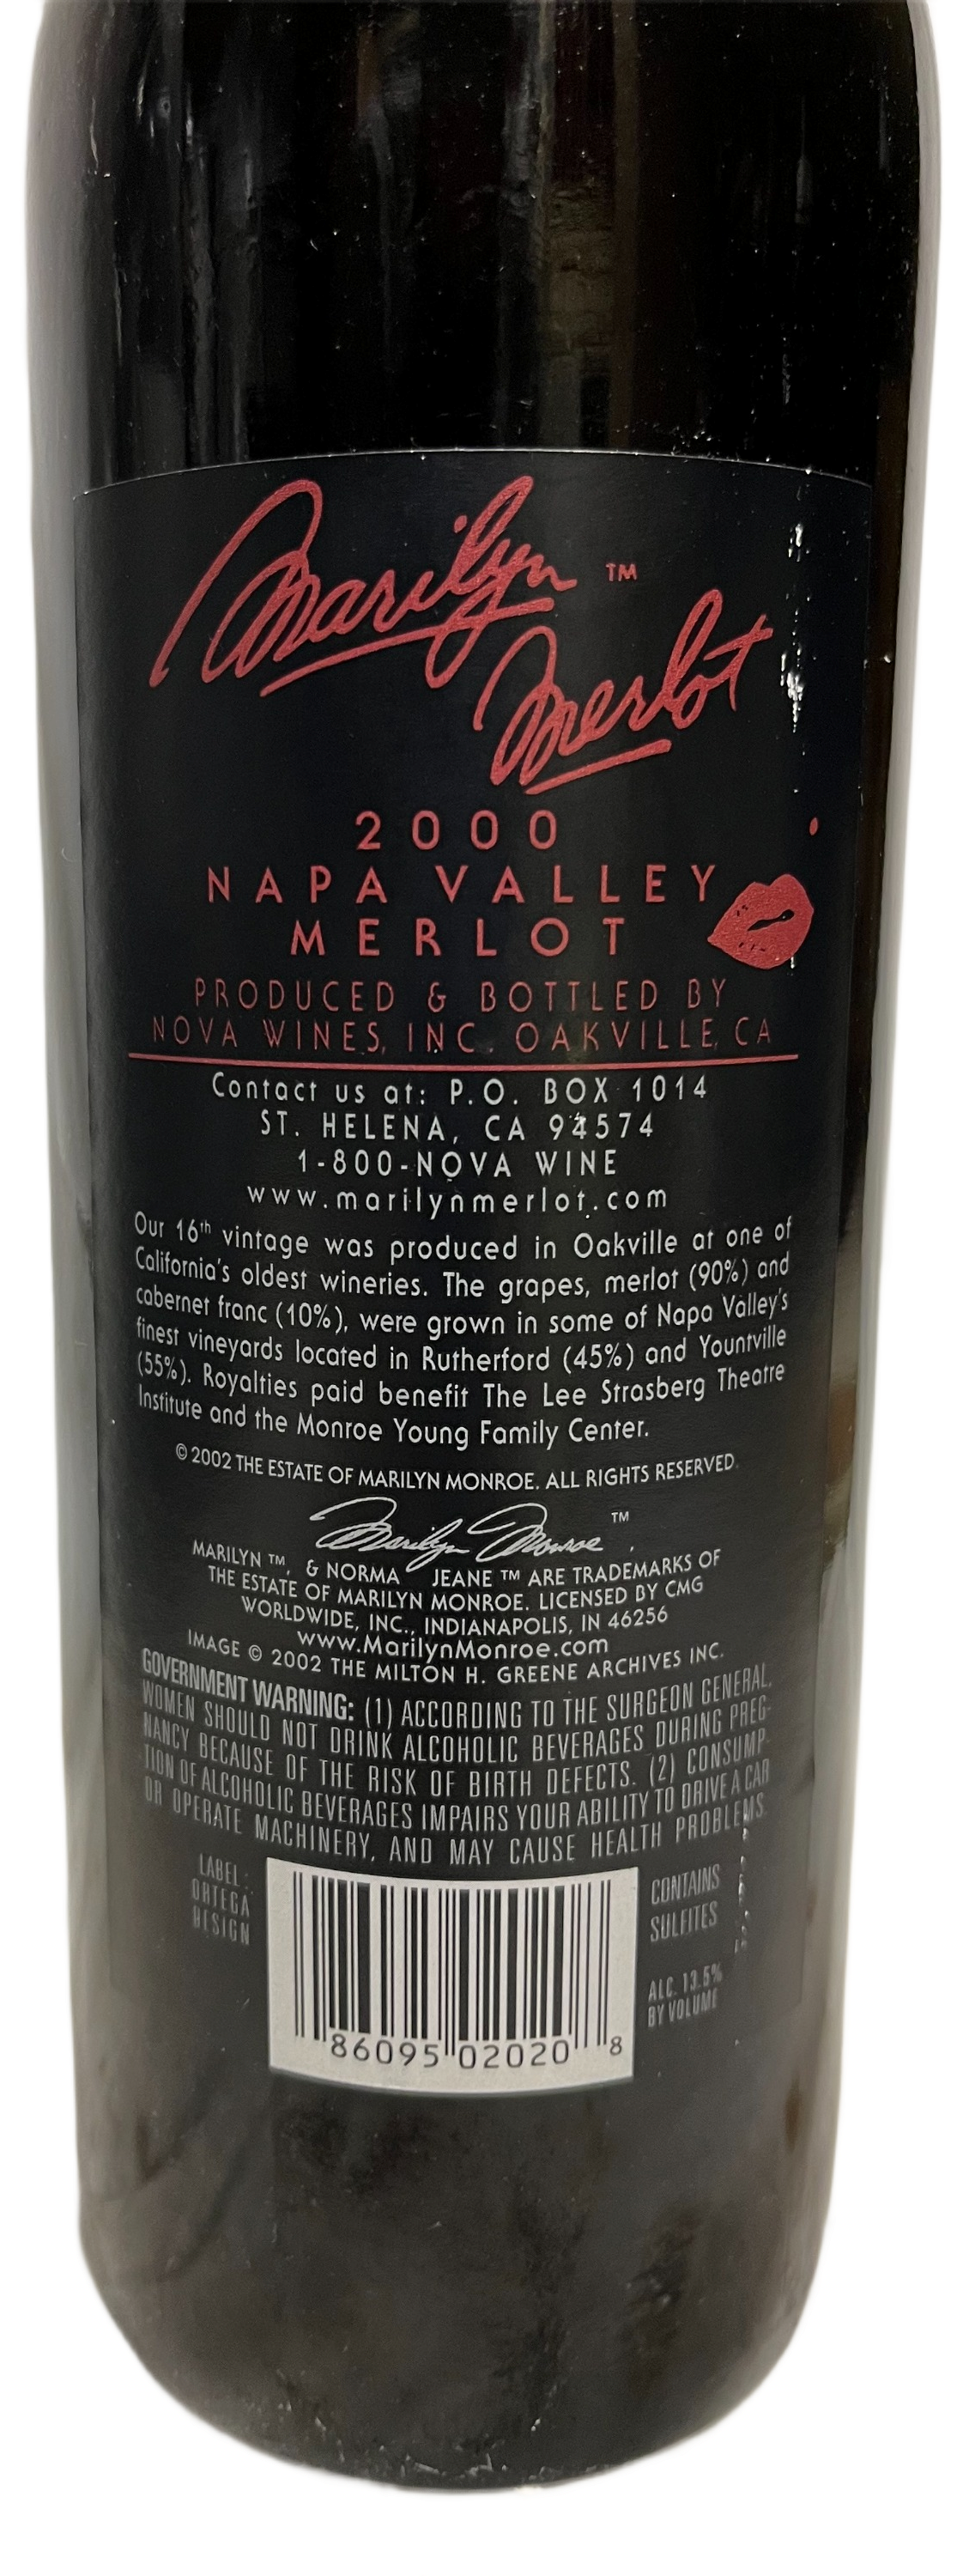 Marilyn ™
Merlot
2000
NAPA VALLEY
MERLOT
PRODUCED & BOTTLED BY
NOVA WINES, INC. OAKVILLE, CA
Contact us at: P.O. BOX 1014
ST. HELENA, CA 94574
1-800-NOVA WINE
www.marilynmerlot.com
Our 16th vintage was produced in Oakville at one of
California's oldest wineries. The grapes, merlot (90%) and
cabernet franc (10%), were grown in some of Napa Valley's
finest vineyards located in Rutherford (45%) and Yountville
(55%). Royalties paid benefit The Lee Strasberg Theatre
Institute and the Monroe Young Family Center.
© 2002 THE ESTATE OF MARILYN MONROE. ALL RIGHTS RESERVED.
Marilyn Monroe ™
MARILYN ™, & NORMA JEANE ™ ARE TRADEMARKS OF
THE ESTATE OF MARILYN MONROE. LICENSED BY CMG
WORLDWIDE, INC., INDIANAPOLIS, IN 46256
www.MarilynMonroe.com
IMAGE © 2002 THE MILTON H. GREENE ARCHIVES INC.
GOVERNMENT WARNING: (1) ACCORDING TO THE SURGEON GENERAL,
WOMEN SHOULD NOT DRINK ALCOHOLIC BEVERAGES DURING PREG-
NANCY BECAUSE OF THE RISK OF BIRTH DEFECTS. (2) CONSUMP-
TION OF ALCOHOLIC BEVERAGES IMPAIRS YOUR ABILITY TO DRIVE A CAR
OR OPERATE MACHINERY, AND MAY CAUSE HEALTH PROBLEMS.
LABEL:
ORTEGA
DESIGN
CONTAINS
SULFITES
ALC. 13.5%
BY VOLUME
86095 02020 8